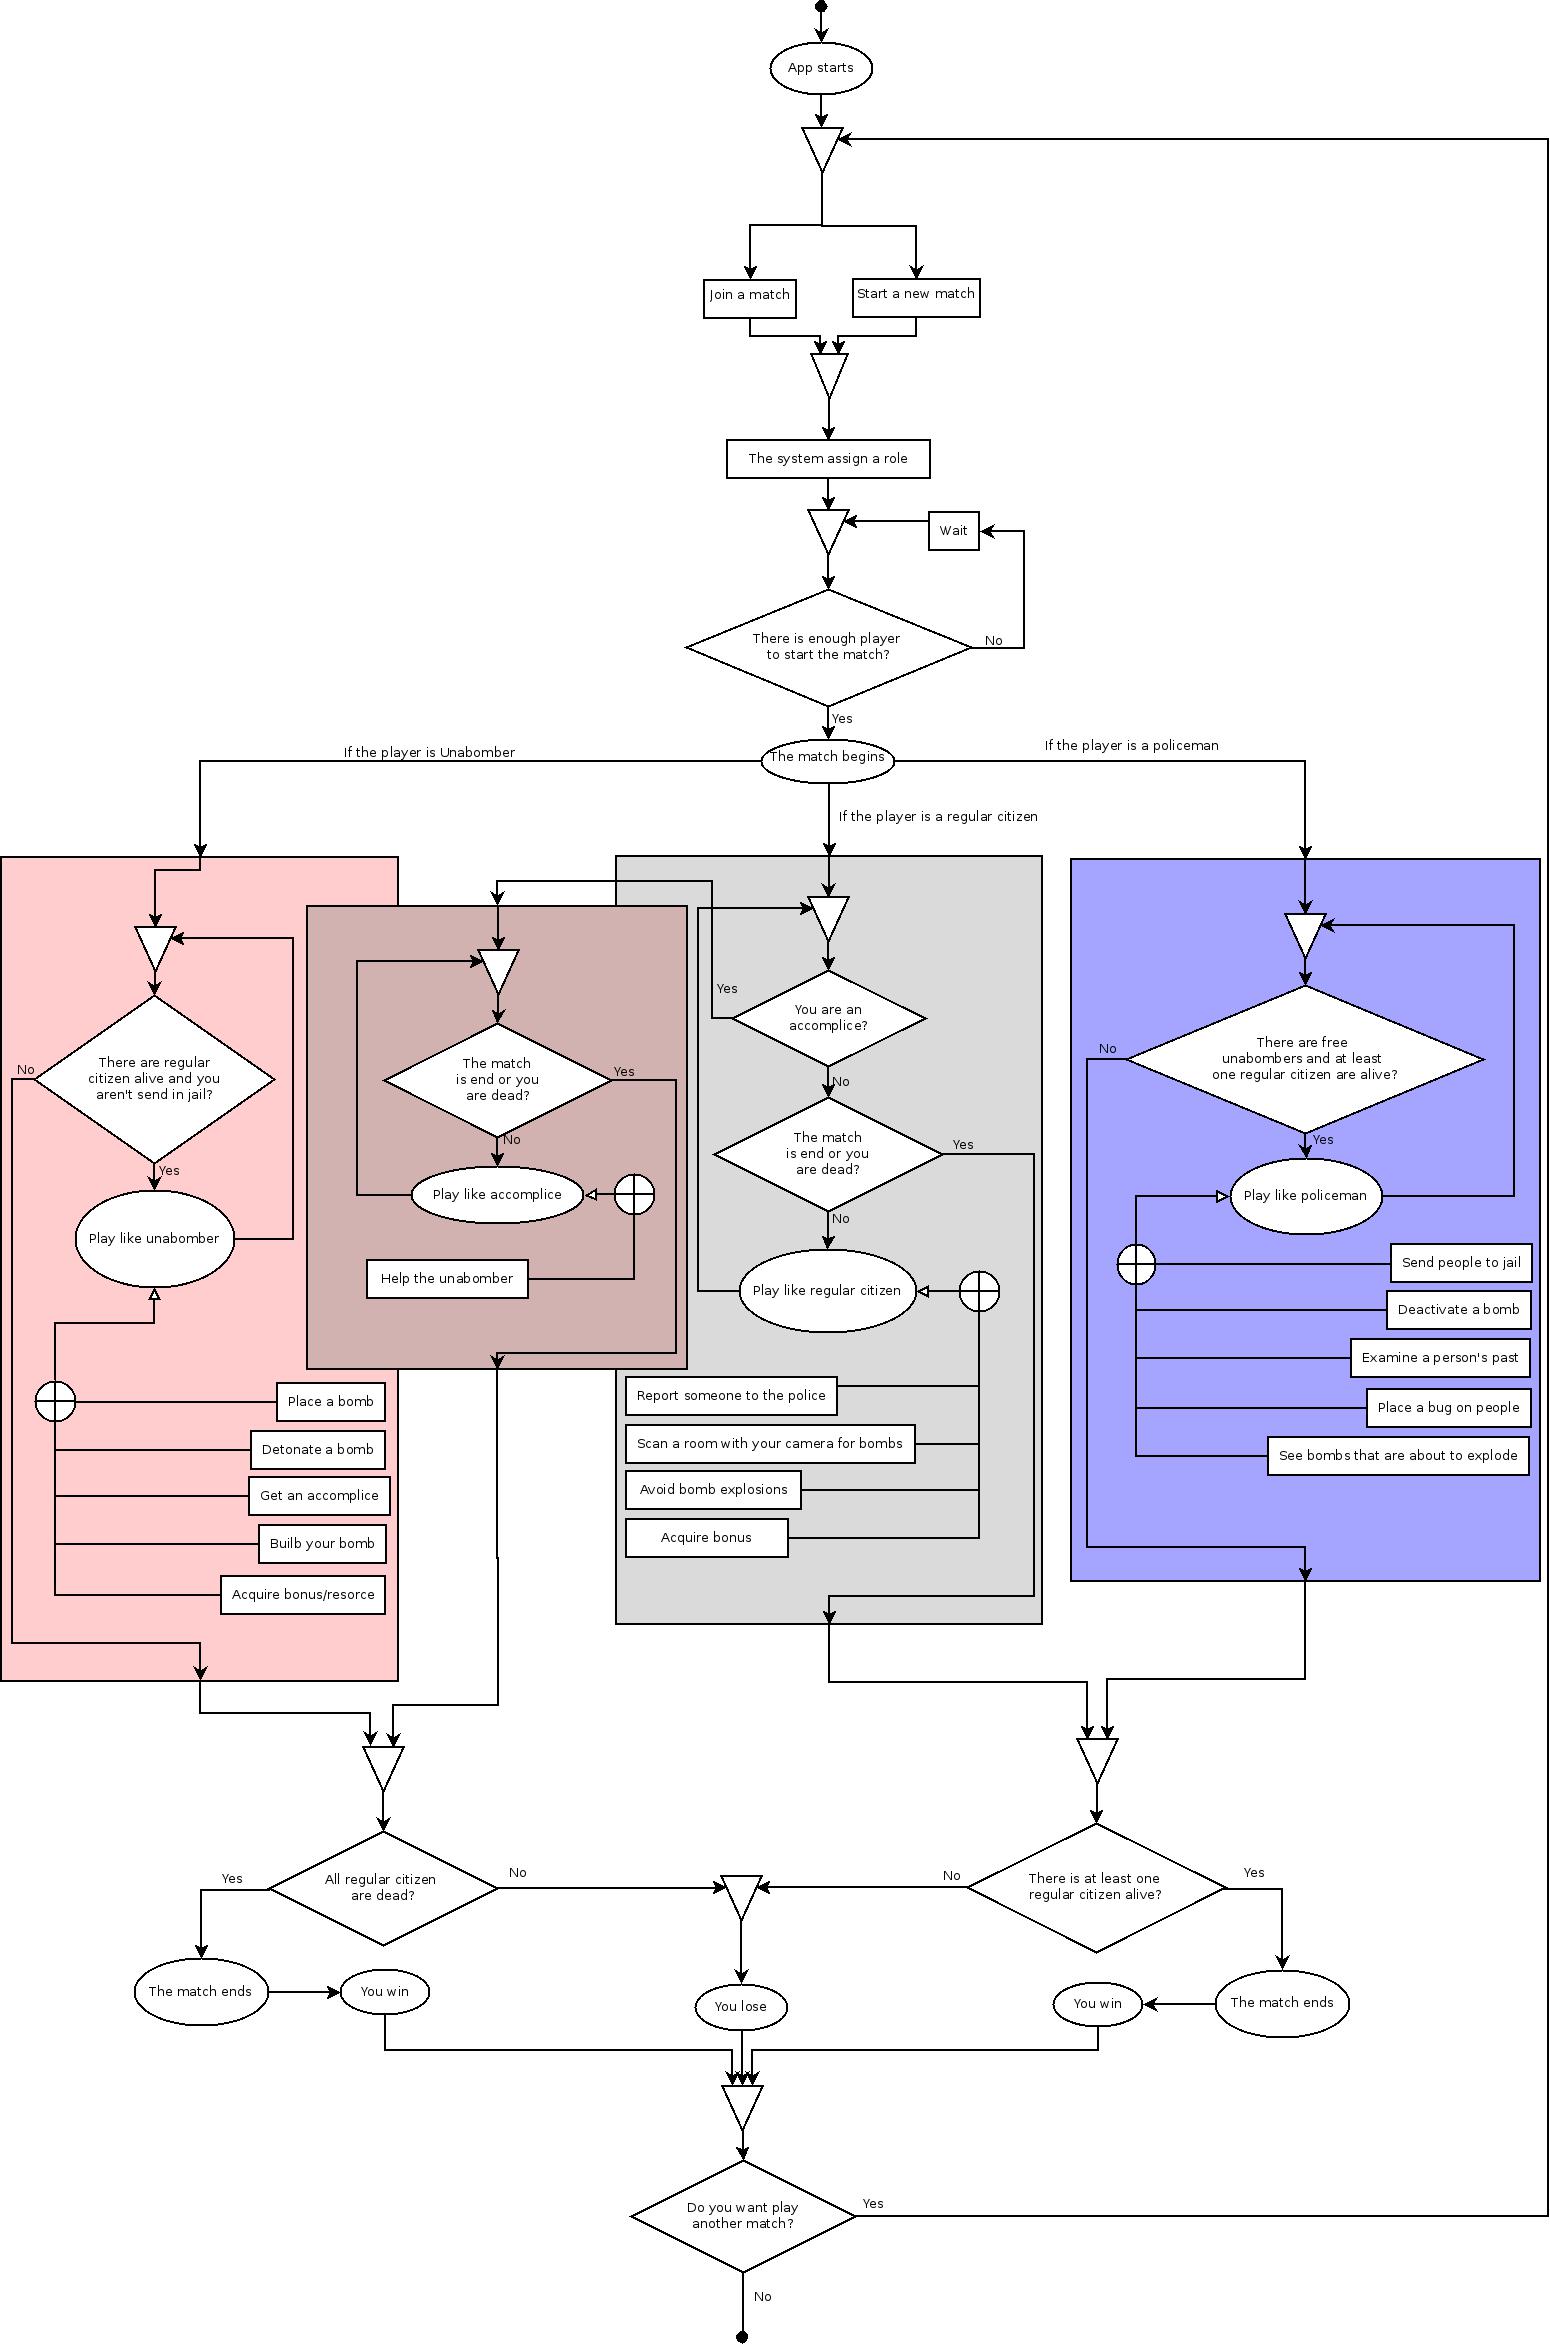 App starts
Join a match
Start a new match
The system assign a role
Wait
There is enough player
to start the match?
No
Yes
The match begins
If the player is Unabomber
If the player is a policeman
If the player is a regular citizen
There are regular
citizen alive and you
aren't send in jail?
No
Yes
Play like unabomber
Place a bomb
Detonate a bomb
Get an accomplice
Builb your bomb
Acquire bonus/resorce
The match
is end or you
are dead?
Yes
No
Play like accomplice
Help the unabomber
You are an
accomplice?
Yes
No
The match
is end or you
are dead?
Yes
No
Play like regular citizen
Report someone to the police
Scan a room with your camera for bombs
Avoid bomb explosions
Acquire bonus
There are free
unabombers and at least
one regular citizen are alive?
No
Yes
Play like policeman
Send people to jail
Deactivate a bomb
Examine a person's past
Place a bug on people
See bombs that are about to explode
All regular citizen
are dead?
Yes
No
There is at least one
regular citizen alive?
No
Yes
The match ends
You win
You lose
You win
The match ends
Do you want play
another match?
Yes
No